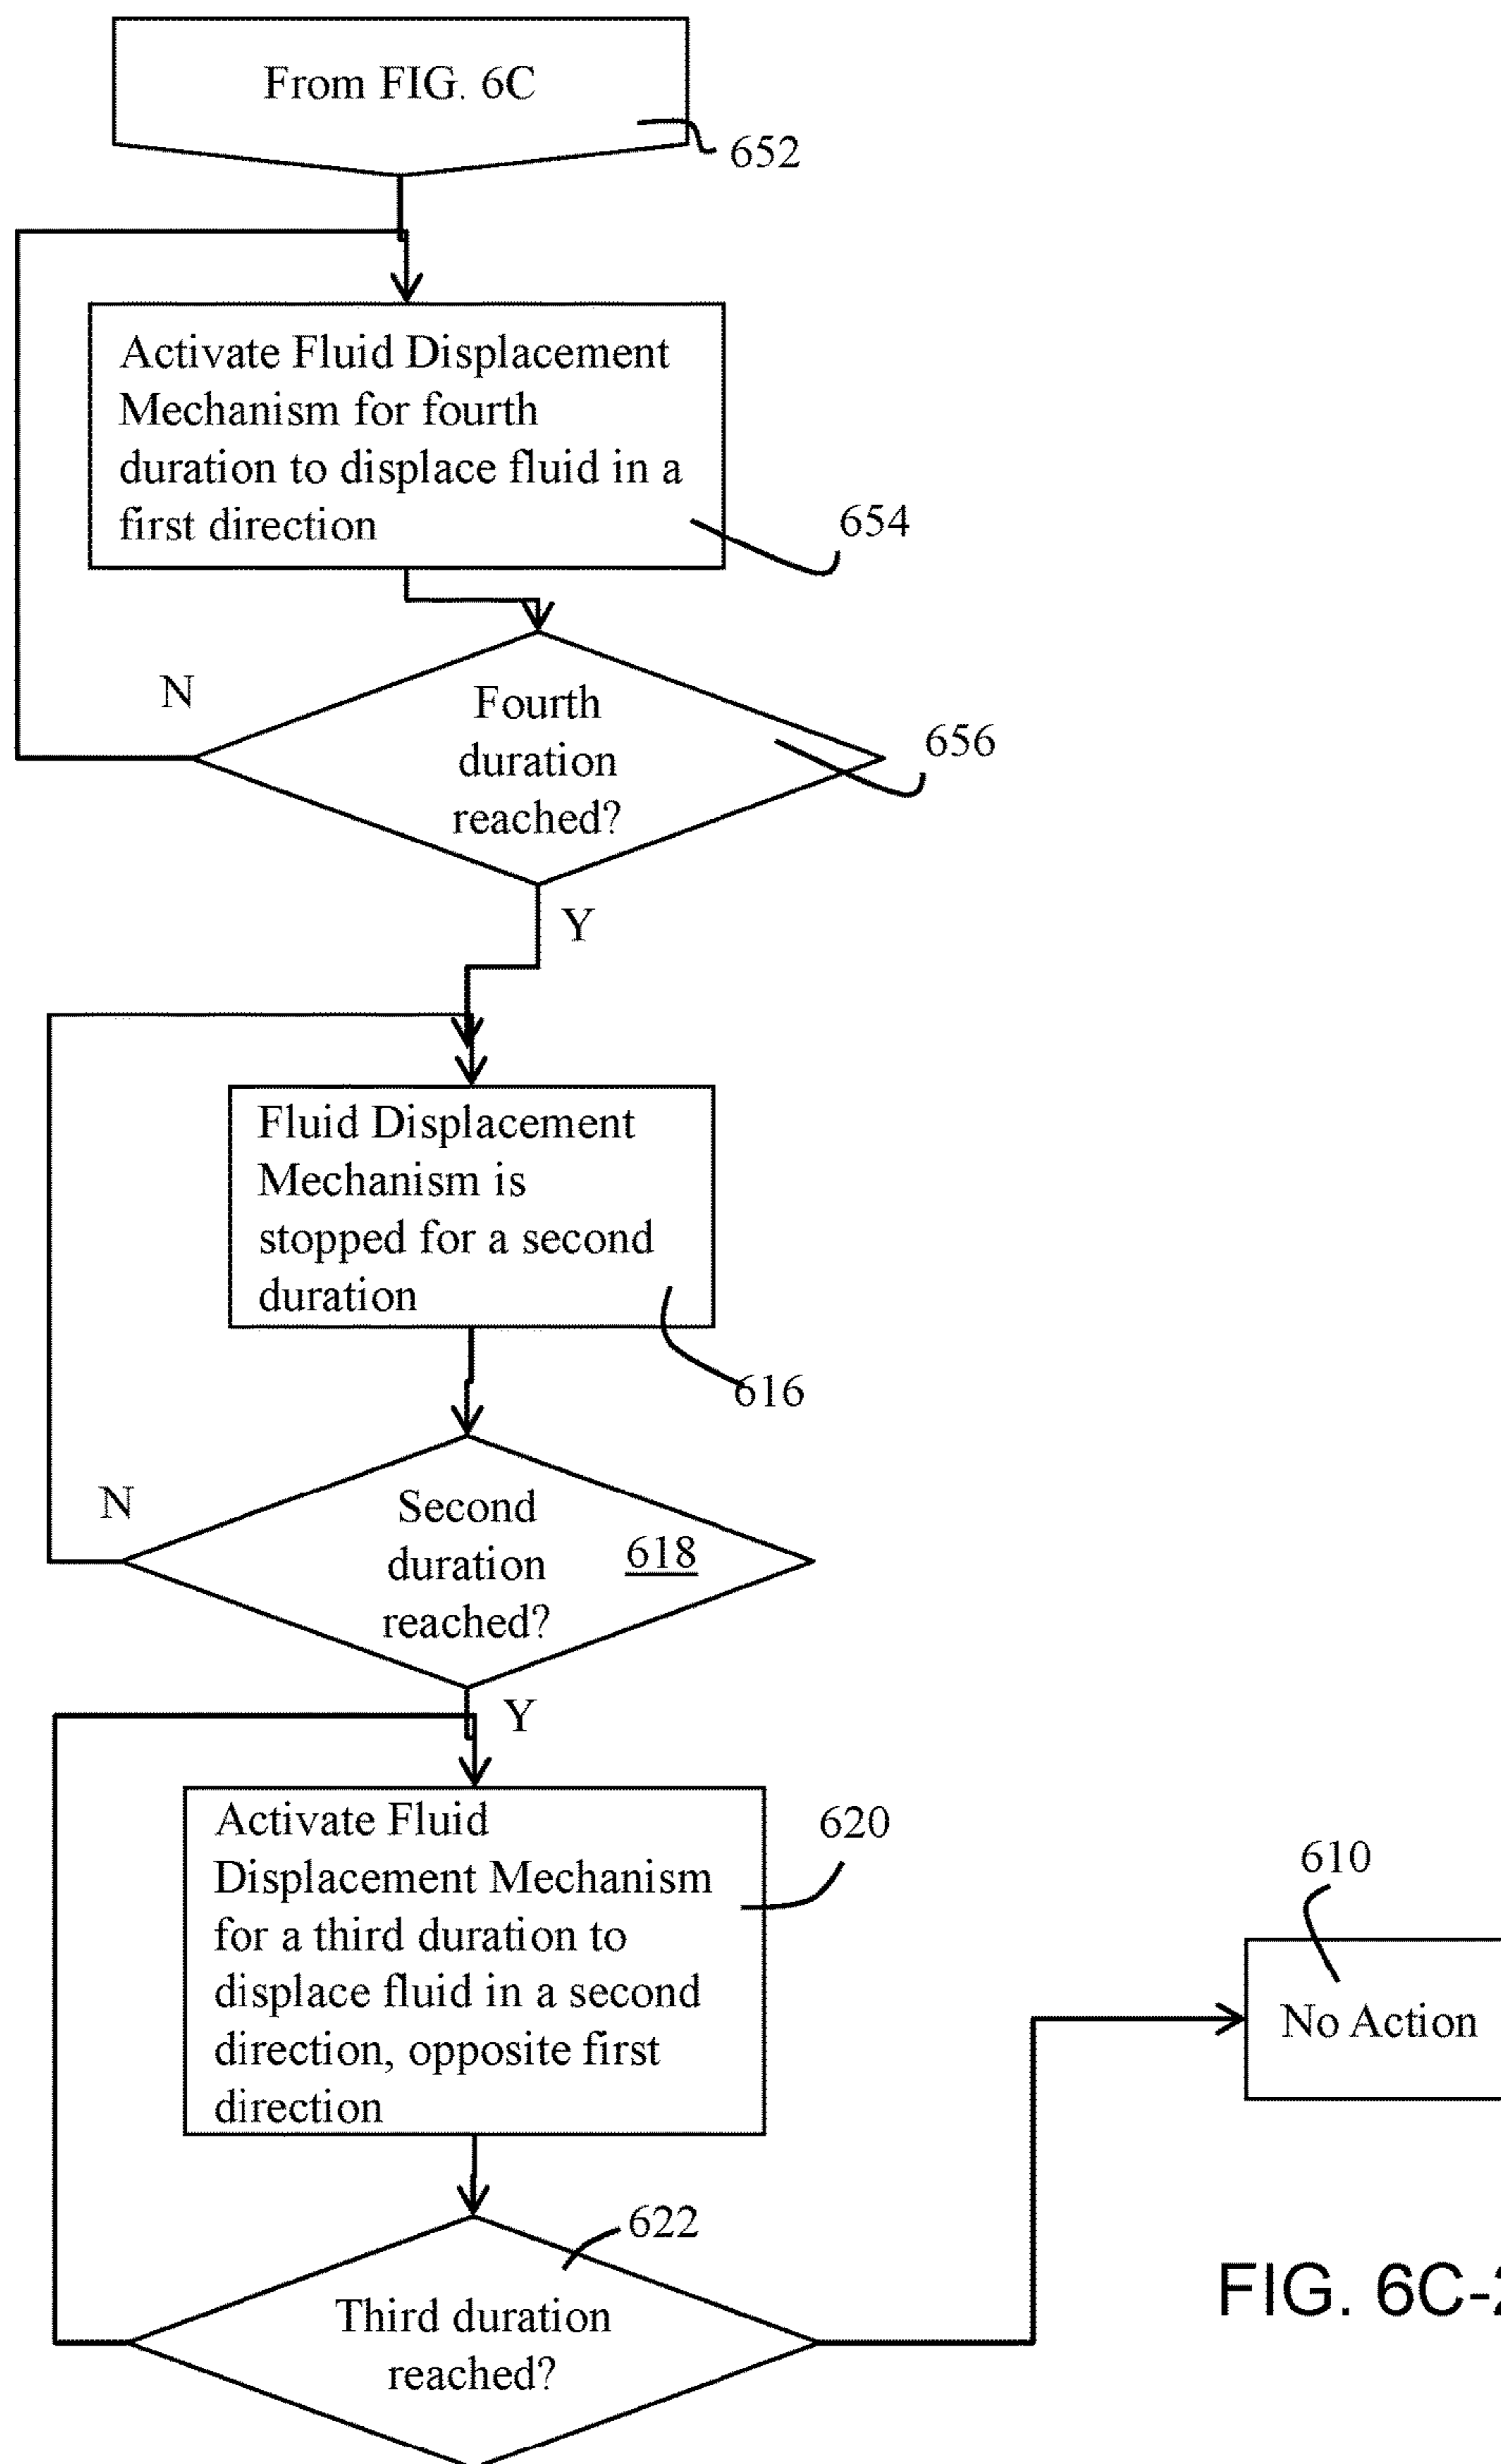 From FIG. 6C
652
Activate Fluid Displacement
Mechanism for fourth
duration to displace fluid in a
first direction
654
N
Fourth
duration
reached?
656
Y
Fluid Displacement
Mechanism is
stopped for a second
duration
616
N
Second
duration
reached?
618
Y
Activate Fluid
Displacement Mechanism
for a third duration to
displace fluid in a second
direction, opposite first
direction
620
610
No Action
622
Third duration
reached?
FIG. 6C-2